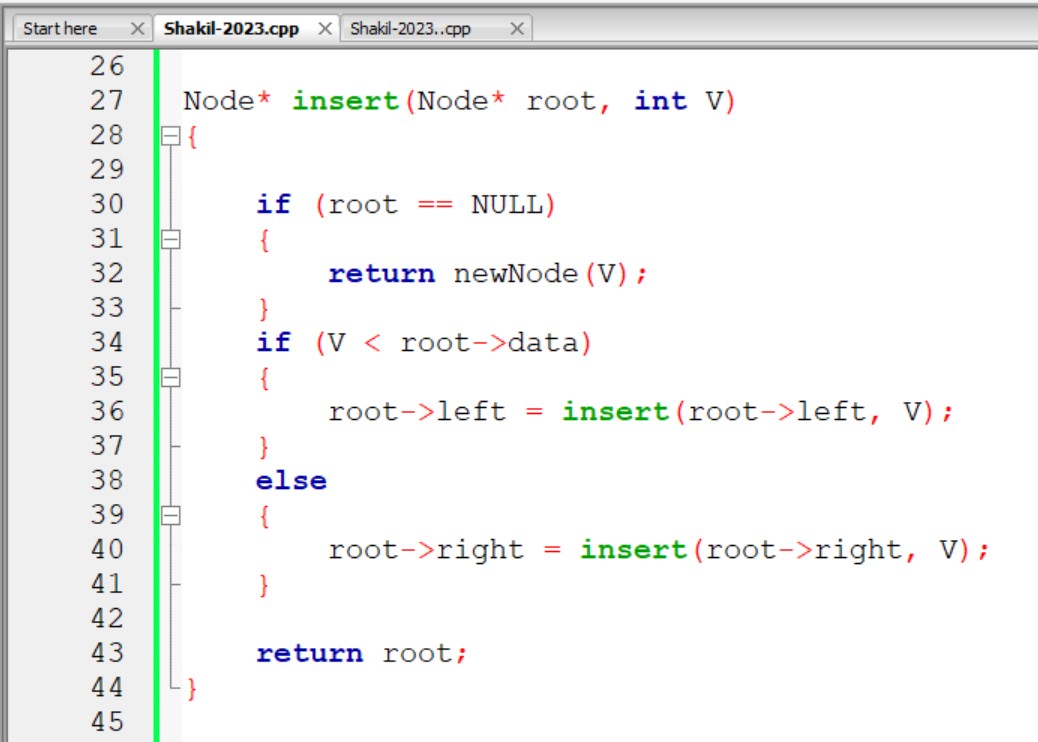 Start here Shakil-2023.cpp Shakil-2023..cpp
26
27 Node* insert(Node* root, int V)
28 {
29
30 if (root == NULL)
31 {
32 return newNode(V);
33 }
34 if (V < root->data)
35 {
36 root->left = insert(root->left, V);
37 }
38 else
39 {
40 root->right = insert(root->right, V);
41 }
42
43 return root;
44 }
45